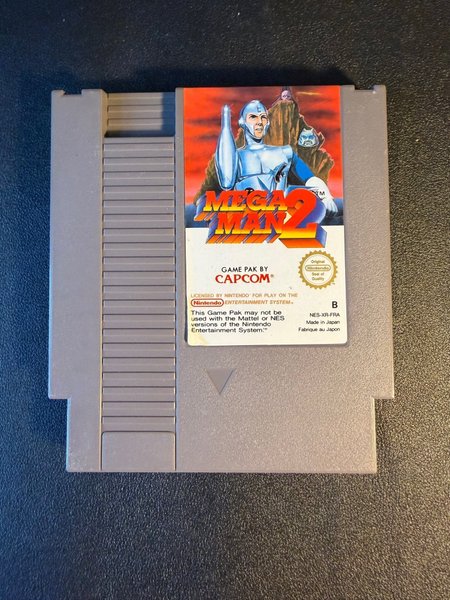 MEGA
MAN 2
TM
GAME PAK BY
CAPCOM®
Original
Nintendo
Seal of
Quality
LICENSED BY NINTENDO FOR PLAY ON THE
Nintendo ENTERTAINMENT SYSTEM™
This Game Pak may not be
used with the Mattel or NES
versions of the Nintendo
Entertainment System.™
B
NES-XR-FRA
Made in Japan
Fabriqué au Japon